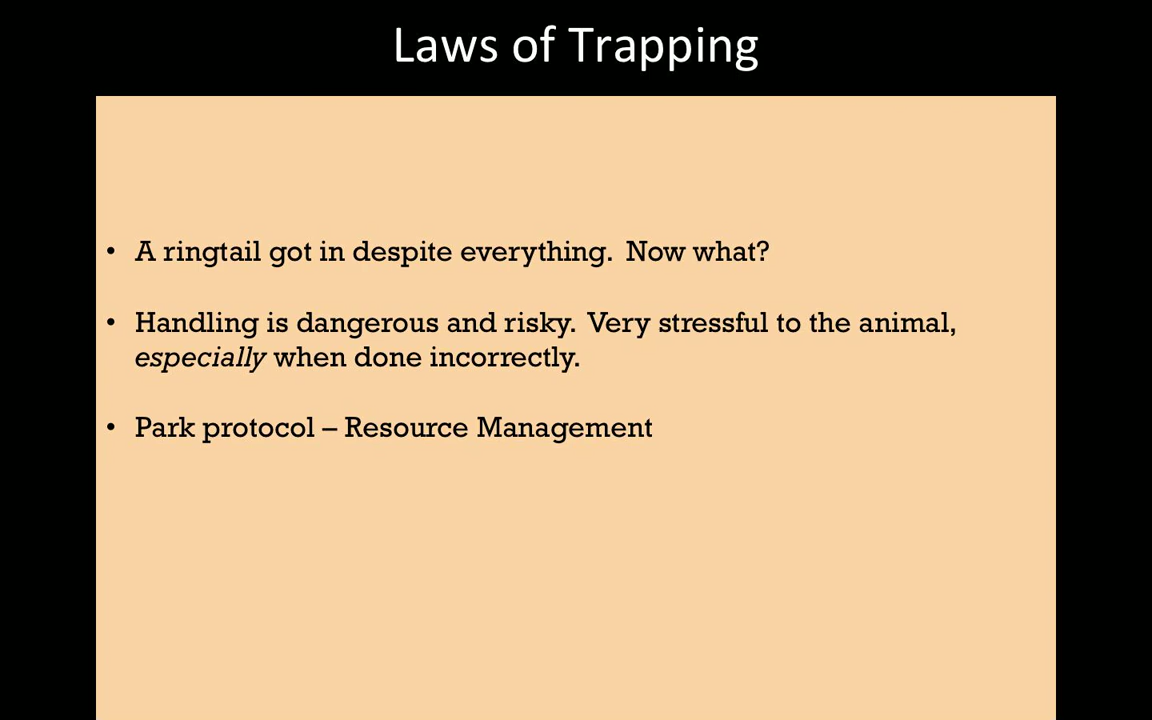 Laws of Trapping
• A ringtail got in despite everything.  Now what?
• Handling is dangerous and risky.  Very stressful to the animal,
especially when done incorrectly.
• Park protocol – Resource Management